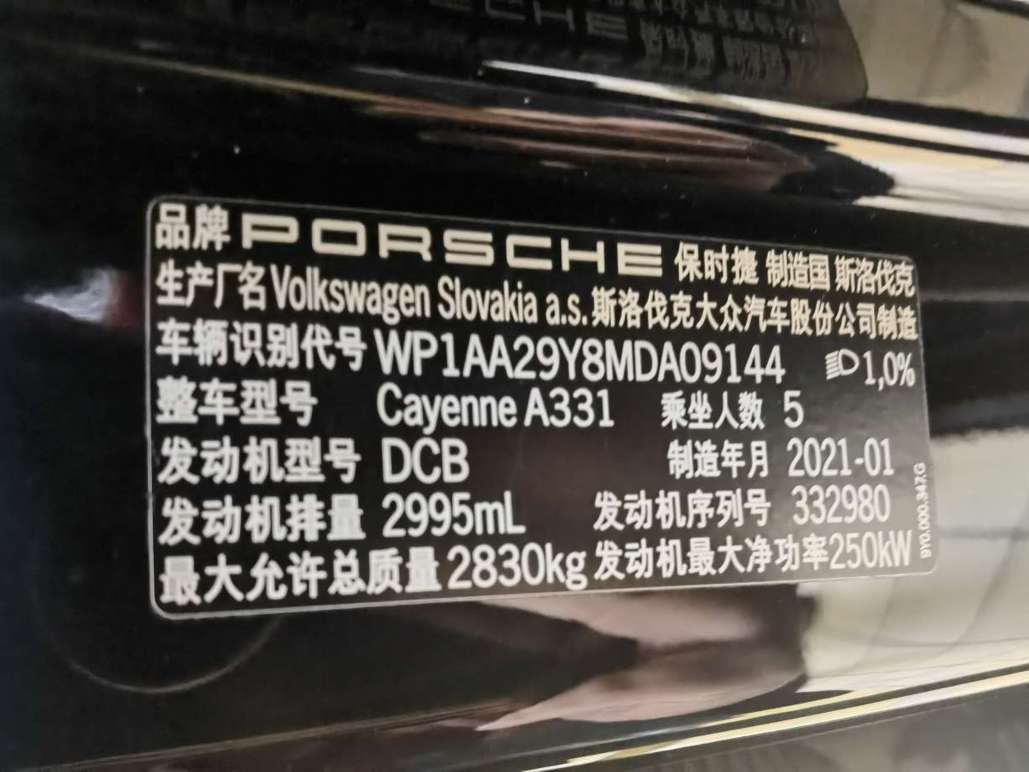 品牌 PORSCHE 保时捷 制造国 斯洛伐克
生产厂名 Volkswagen Slovakia a.s. 斯洛伐克大众汽车股份公司制造
车辆识别代号 WP1AA29Y8MDA09144 1,0%
整车型号 Cayenne A331 乘坐人数 5
发动机型号 DCB 制造年月 2021-01
发动机排量 2995mL 发动机序列号 332980
最大允许总质量 2830kg 发动机最大净功率 250kW
9Y0.000.347.G